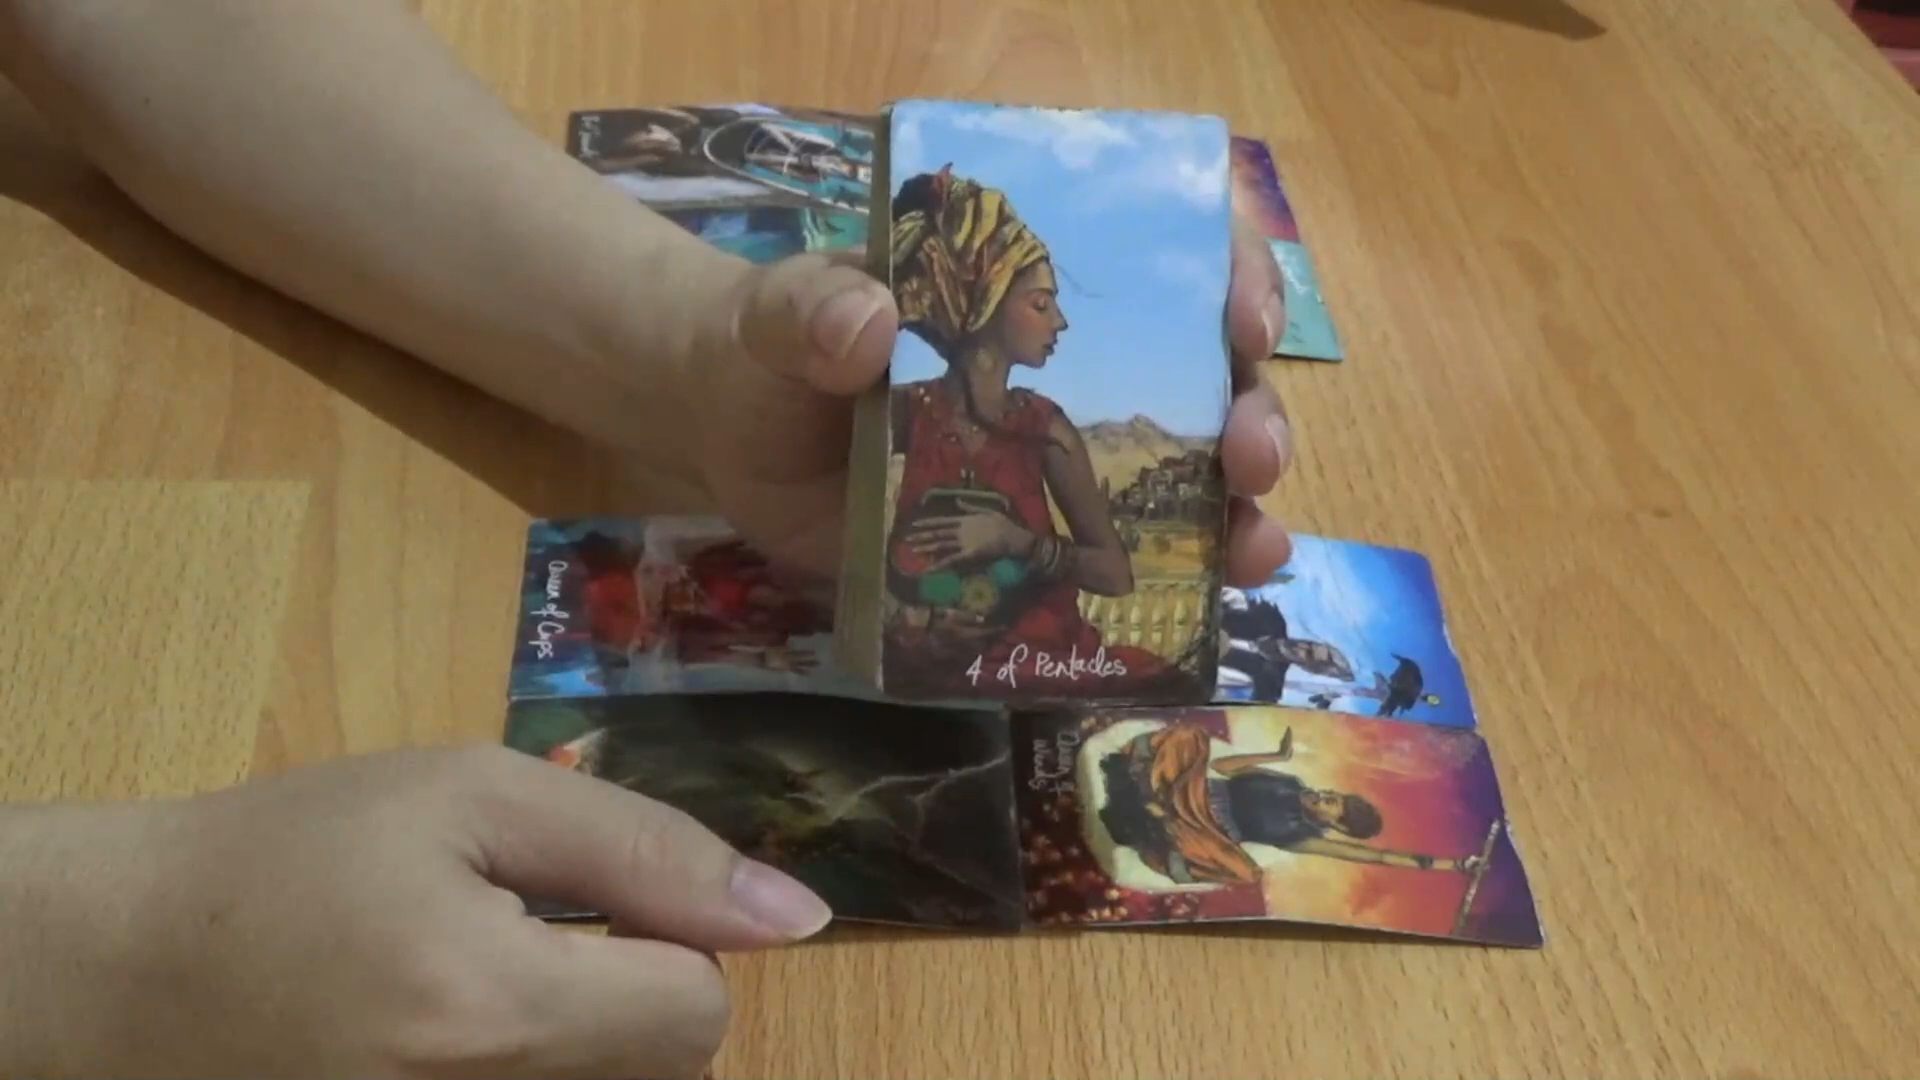 4 of Pentacles
Queen of Cups
Queen of
wands